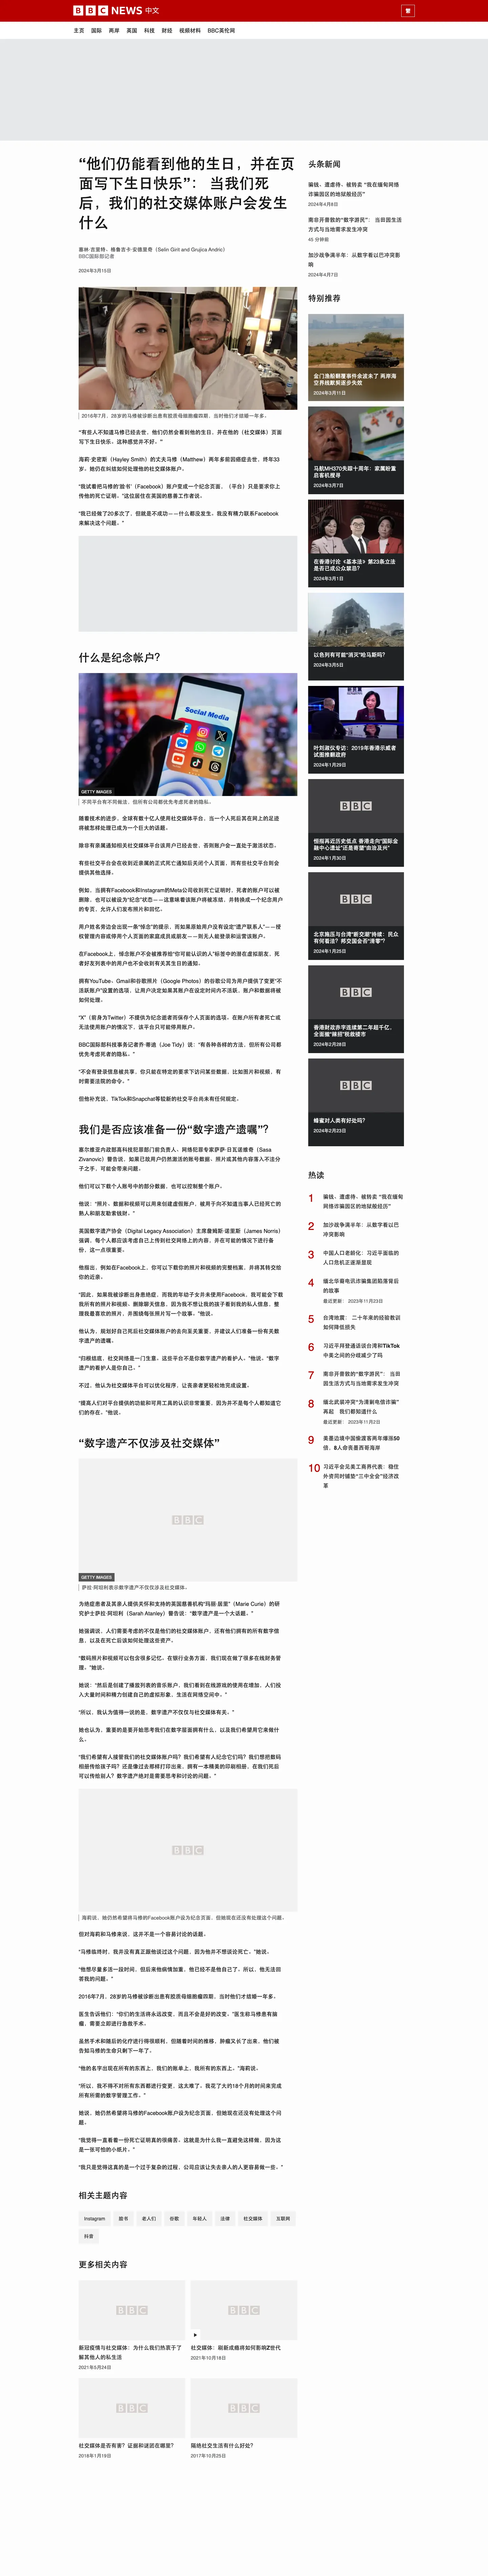 BBC NEWS 中文
繁
主页 国际 两岸 英国 科技 财经 视频材料 BBC英伦网
“他们仍能看到他的生日，并在页
面写下生日快乐”： 当我们死
后，我们的社交媒体账户会发生
什么
塞林·吉里特、格鲁吉卡·安德里奇（Selin Girit and Grujica Andric）
BBC国际部记者
2024年3月15日
2016年7月，28岁的马修被诊断出患有胶质母细胞瘤四期，当时他们才结婚一年多。
“有些人不知道马修已经去世，他们仍然会看到他的生日，并在他的（社交媒体）页面
写下生日快乐。这种感觉并不好。”
海莉·史密斯（Hayley Smith）的丈夫马修（Matthew）两年多前因癌症去世，终年33
岁。她仍在纠结如何处理他的社交媒体账户。
“我试着把马修的‘脸书’（Facebook）账户变成一个纪念页面，（平台）只是要求你上
传他的死亡证明。”这位居住在英国的慈善工作者说。
“我已经做了20多次了，但就是不成功——什么都没发生。我没有精力联系Facebook
来解决这个问题。”
什么是纪念帐户？
Social Media
GETTY IMAGES
不同平台有不同做法，但所有公司都优先考虑死者的隐私。
随着技术的进步，全球有数十亿人使用社交媒体平台，当一个人死后其在网上的足迹
将被怎样处理已成为一个巨大的话题。
除非有亲属通知相关社交媒体平台该用户已经去世，否则账户会一直处于激活状态。
有些社交平台会在收到近亲属的正式死亡通知后关闭个人页面，而有些社交平台则会
提供其他选择。
例如，当拥有Facebook和Instagram的Meta公司收到死亡证明时，死者的账户可以被
删除，也可以被设为“纪念”状态——这意味着该账户将被冻结，并转换成一个纪念用户
的专页，允许人们发布照片和回忆。
用户姓名旁边会出现一条“悼念”的提示，而如果原始用户没有设定“遗产联系人”——授
权管理内容或停用个人页面的家庭成员或朋友——则无人能登录和运营该账户。
在Facebook上，悼念账户不会被推荐给“你可能认识的人”标签中的潜在虚拟朋友，死
者好友列表中的用户也不会收到有关其生日的通知。
拥有YouTube、Gmail和谷歌照片（Google Photos）的谷歌公司为用户提供了变更“不
活跃账户”设置的选项，让用户决定如果其账户在设定时间内不活跃，账户和数据将被
如何处理。
“X”（前身为Twitter）不提供为纪念逝者而保存个人页面的选项。在账户所有者死亡或
无法使用账户的情况下，该平台只可能停用账户。
BBC国际部科技事务记者乔·蒂迪（Joe Tidy）说：“有各种各样的方法，但所有公司都
优先考虑死者的隐私。”
“不会有登录信息被共享，你只能在特定的要求下访问某些数据，比如图片和视频，有
时需要法院的命令。”
但他补充说，TikTok和Snapchat等较新的社交平台尚未有任何规定。
我们是否应该准备一份“数字遗产遗嘱”？
塞尔维亚内政部高科技犯罪部门前负责人、网络犯罪专家萨萨·日瓦诺维奇（Sasa
Zivanovic）警告说，如果已故用户仍然激活的账号数据、照片或其他内容落入不法分
子之手，可能会带来问题。
他们可以下载个人账号中的部分数据，也可以控制整个账户。
他说：“照片、数据和视频可以用来创建虚假账户，被用于向不知道当事人已经死亡的
熟人和朋友勒索钱财。”
英国数字遗产协会（Digital Legacy Association）主席詹姆斯·诺里斯（James Norris）
强调，每个人都应该考虑自己上传到社交网络上的内容，并在可能的情况下进行备
份，这一点很重要。
他指出，例如在Facebook上，你可以下载你的照片和视频的完整档案，并将其转交给
你的近亲。
“因此，如果我被诊断出身患绝症，而我的年幼子女并未使用Facebook，我可能会下载
我所有的照片和视频，删除聊天信息，因为我不想让我的孩子看到我的私人信息，整
理我最喜欢的照片，并围绕每张照片写一个故事，”他说。
他认为，规划好自己死后社交媒体账户的去向至关重要，并建议人们准备一份有关数
字遗产的遗嘱。
“归根结底，社交网络是一门生意。这些平台不是你数字遗产的看护人，”他说。“数字
遗产的看护人是你自己。”
不过，他认为社交媒体平台可以优化程序，让丧亲者更轻松地完成设置。
“提高人们对平台提供的功能和可用工具的认识非常重要，因为并不是每个人都知道它
们的存在。”他说。
“数字遗产不仅涉及社交媒体”
BBC
GETTY IMAGES
萨拉·阿坦利表示数字遗产不仅仅涉及社交媒体。
为绝症患者及其亲人提供关怀和支持的英国慈善机构“玛丽·居里”（Marie Curie）的研
究护士萨拉·阿坦利（Sarah Atanley）警告说：“数字遗产是一个大话题。”
她强调说，人们需要考虑的不仅是他们的社交媒体账户，还有他们拥有的所有数字信
息，以及在死亡后该如何处理这些资产。
“数码照片和视频可以包含很多记忆。在银行业务方面，我们现在做了很多在线财务管
理。”她说。
她说：“然后是创建了播放列表的音乐账户，我们看到在线游戏的使用在增加，人们投
入大量时间和精力创建自己的虚拟形象，生活在网络空间中。”
“所以，我认为值得一说的是，数字遗产不仅仅与社交媒体有关。”
她也认为，重要的是要开始思考我们在数字层面拥有什么，以及我们希望用它来做什
么。
“我们希望有人接管我们的社交媒体账户吗？我们希望有人纪念它们吗？我们想把数码
相册传给孩子吗？还是像过去那样打印出来，拥有一本精美的印刷相册，在我们死后
可以传给别人？数字遗产绝对是需要思考和讨论的问题。”
BBC
海莉说，她仍然希望将马修的Facebook账户设为纪念页面，但她现在还没有处理这个问题。
但对海莉和马修来说，这并不是一个容易讨论的话题。
“马修临终时，我并没有真正跟他谈过这个问题，因为他并不想谈论死亡。”她说。
“他想尽量多活一段时间，但后来他病情加重，他已经不是他自己了。所以，他无法回
答我的问题。”
2016年7月，28岁的马修被诊断出患有胶质母细胞瘤四期，当时他们才结婚一年多。
医生告诉他们：“你们的生活将永远改变，而且不会是好的改变。”医生称马修患有脑
瘤，需要立即进行急救手术。
虽然手术和随后的化疗进行得很顺利，但随着时间的推移，肿瘤又长了出来，他们被
告知马修的生命只剩下一年了。
“他的名字出现在所有的东西上，我们的账单上，我所有的东西上。”海莉说。
“所以，我不得不对所有东西都进行变更，这太难了。我花了大约18个月的时间来完成
所有所需的数字管理工作。”
她说，她仍然希望将马修的Facebook账户设为纪念页面，但她现在还没有处理这个问
题。
“我觉得一直看着一份死亡证明真的很痛苦。这就是为什么我一直避免这样做，因为这
是一张可怕的小纸片。”
“我只是觉得这真的是一个过于复杂的过程，公司应该让失去亲人的人更容易做一些。”
相关主题内容
Instagram 脸书 老人们 谷歌 年轻人 法律 社交媒体 互联网
抖音
更多相关内容
BBC
新冠疫情与社交媒体：为什么我们热衷于了
解其他人的私生活
2021年5月24日
BBC
社交媒体：刷新成瘾将如何影响Z世代
2021年10月18日
BBC
社交媒体是否有害？证据和谜团在哪里？
2018年1月19日
BBC
隔绝社交生活有什么好处？
2017年10月25日
头条新闻
骗钱、遭虐待、被转卖 “我在缅甸网络
诈骗园区的地狱般经历”
2024年4月8日
南非开普敦的“数字游民”： 当田园生活
方式与当地需求发生冲突
45 分钟前
加沙战争满半年：从数字看以巴冲突影
响
2024年4月7日
特别推荐
金门渔船翻覆事件余波未了 两岸海
空界线默契逐步失效
2024年3月11日
马航MH370失踪十周年：家属盼重
启客机搜寻
2024年3月7日
在香港讨论《基本法》第23条立法
是否已成公众禁忌？
2024年3月1日
以色列有可能“消灭”哈马斯吗？
2024年3月5日
叶刘淑仪专访：2019年香港示威者
试图推翻政府
2024年1月29日
BBC
恒指再近历史低点 香港走向“国际金
融中心遗址”还是希望“由治及兴”
2024年1月30日
BBC
北京施压与台湾“断交潮”持续：民众
有何看法？邦交国会否“清零”？
2024年1月25日
BBC
香港财政赤字连续第二年超千亿，
全面撤“辣招”救救楼市
2024年2月28日
BBC
蜂蜜对人类有好处吗？
2024年2月23日
热读
1 骗钱、遭虐待、被转卖 “我在缅甸
网络诈骗园区的地狱般经历”
2 加沙战争满半年：从数字看以巴
冲突影响
3 中国人口老龄化：习近平面临的
人口危机正逐渐显现
4 缅北华裔电讯诈骗集团陷落背后
的故事
最近更新： 2023年11月23日
5 台湾地震： 二十年来的经验教训
如何降低损失
6 习近平拜登通话谈台湾和TikTok
中美之间的分歧减少了吗
7 南非开普敦的“数字游民”： 当田
园生活方式与当地需求发生冲突
8 缅北武装冲突“为清剿电信诈骗”
再起 我们都知道什么
最近更新： 2023年11月2日
9 美墨边境中国偷渡客两年爆涨50
倍，8人命丧墨西哥海岸
10 习近平会见美工商界代表：稳住
外资同时铺垫“三中全会”经济改
革